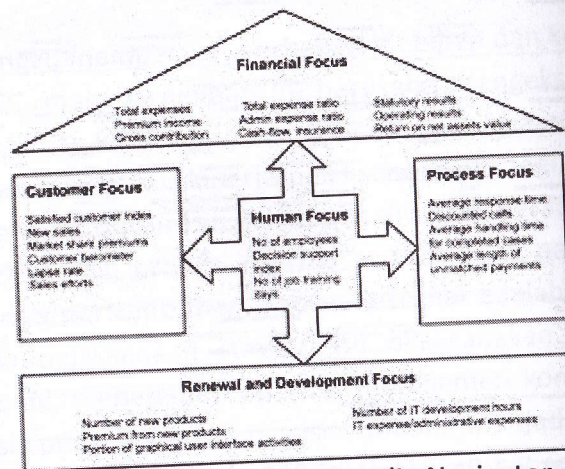 Financial Focus
Total expenses
Premium income
Gross contribution
Total expense ratio
Admin expense ratio
Cash-flow, insurance
Statutory results
Operating results
Return on net assets value
Customer Focus
Satisfied customer index
New sales
Market share premiums
Customer barometer
Lapse rate
Sales efforts
Human Focus
No of employees
Decision support
index
No of job training
days
Process Focus
Average response time
Discounted calls
Average handling time
for completed cases
Average length of
unmatched payments
Renewal and Development Focus
Number of new products
Premium from new products
Portion of graphical user interface activities
Number of IT development hours
IT expense/administrative expenses